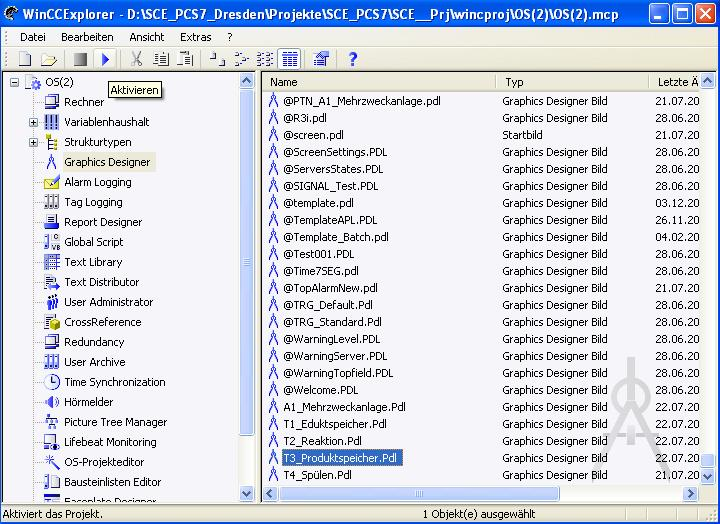 WinCCExplorer - D:\SCE_PCS7_Dresden\Projekte\SCE_PCS7\SCE__Prj\wincproj\OS(2)\OS(2).mcp
Datei Bearbeiten Ansicht Extras ?
OS(2)
Aktivieren
Rechner
Variablenhaushalt
Strukturtypen
Graphics Designer
Alarm Logging
Tag Logging
Report Designer
Global Script
Text Library
Text Distributor
User Administrator
CrossReference
Redundancy
User Archive
Time Synchronization
Hörmelder
Picture Tree Manager
Lifebeat Monitoring
OS-Projekteditor
Bausteinlisten Editor
Faceplate Designer
Name Typ Letzte Ä
@PTN_A1_Mehrzweckanlage.pdl Graphics Designer Bild 21.07.20
@R3i.pdl Graphics Designer Bild 28.06.20
@screen.pdl Startbild 21.07.20
@ScreenSettings.PDL Graphics Designer Bild 28.06.20
@ServersStates.PDL Graphics Designer Bild 28.06.20
@SIGNAL_Test.PDL Graphics Designer Bild 28.06.20
@template.pdl Graphics Designer Bild 03.12.20
@TemplateAPL.PDL Graphics Designer Bild 26.11.20
@Template_Batch.pdl Graphics Designer Bild 04.02.20
@Test001.PDL Graphics Designer Bild 28.06.20
@Time7SEG.pdl Graphics Designer Bild 28.06.20
@TopAlarmNew.pdl Graphics Designer Bild 21.07.20
@TRG_Default.Pdl Graphics Designer Bild 28.06.20
@TRG_Standard.Pdl Graphics Designer Bild 28.06.20
@WarningLevel.PDL Graphics Designer Bild 28.06.20
@WarningServer.PDL Graphics Designer Bild 28.06.20
@WarningTopfield.PDL Graphics Designer Bild 28.06.20
@Welcome.PDL Graphics Designer Bild 28.06.20
A1_Mehrzweckanlage.Pdl Graphics Designer Bild 22.07.20
T1_Eduktspeicher.Pdl Graphics Designer Bild 22.07.20
T2_Reaktion.Pdl Graphics Designer Bild 22.07.20
T3_Produktspeicher.Pdl Graphics Designer Bild 22.07.20
T4_Spülen.Pdl Graphics Designer Bild 21.07.20
Aktiviert das Projekt. 1 Objekt(e) ausgewählt